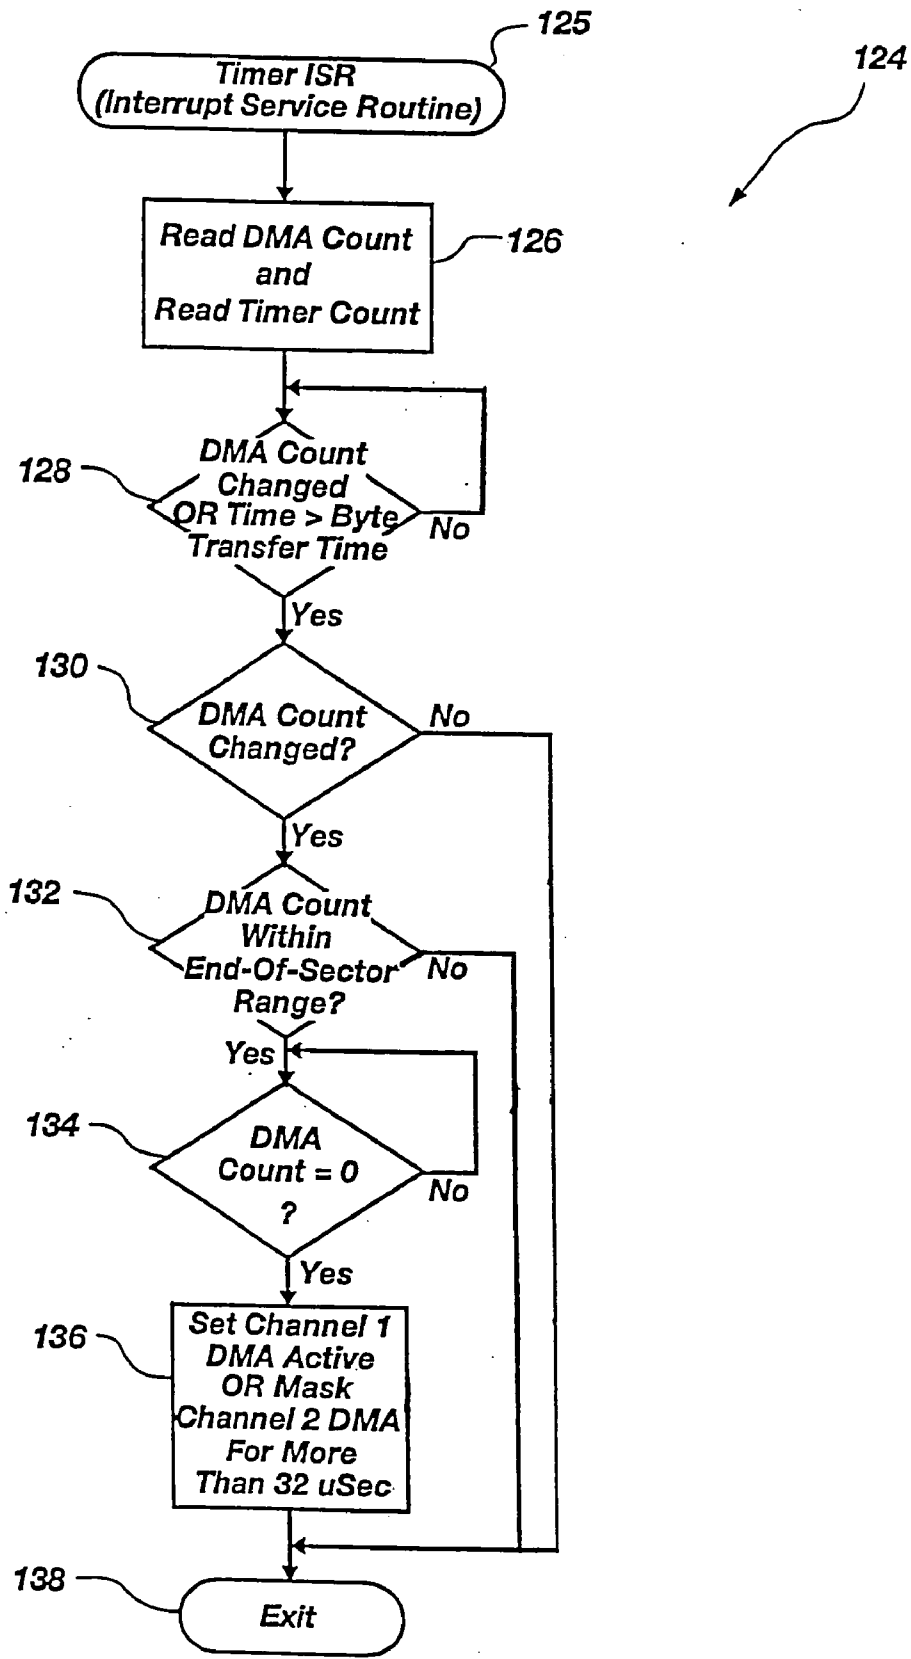 125
124
Timer ISR
(Interrupt Service Routine)
Read DMA Count
and
Read Timer Count
126
128
DMA Count
Changed
OR Time > Byte
Transfer Time
No
Yes
130
DMA Count
Changed?
No
Yes
132
DMA Count
Within
End-Of-Sector
Range?
No
Yes
134
DMA
Count = 0
?
No
Yes
136
Set Channel 1
DMA Active
OR Mask
Channel 2 DMA
For More
Than 32 uSec
138
Exit